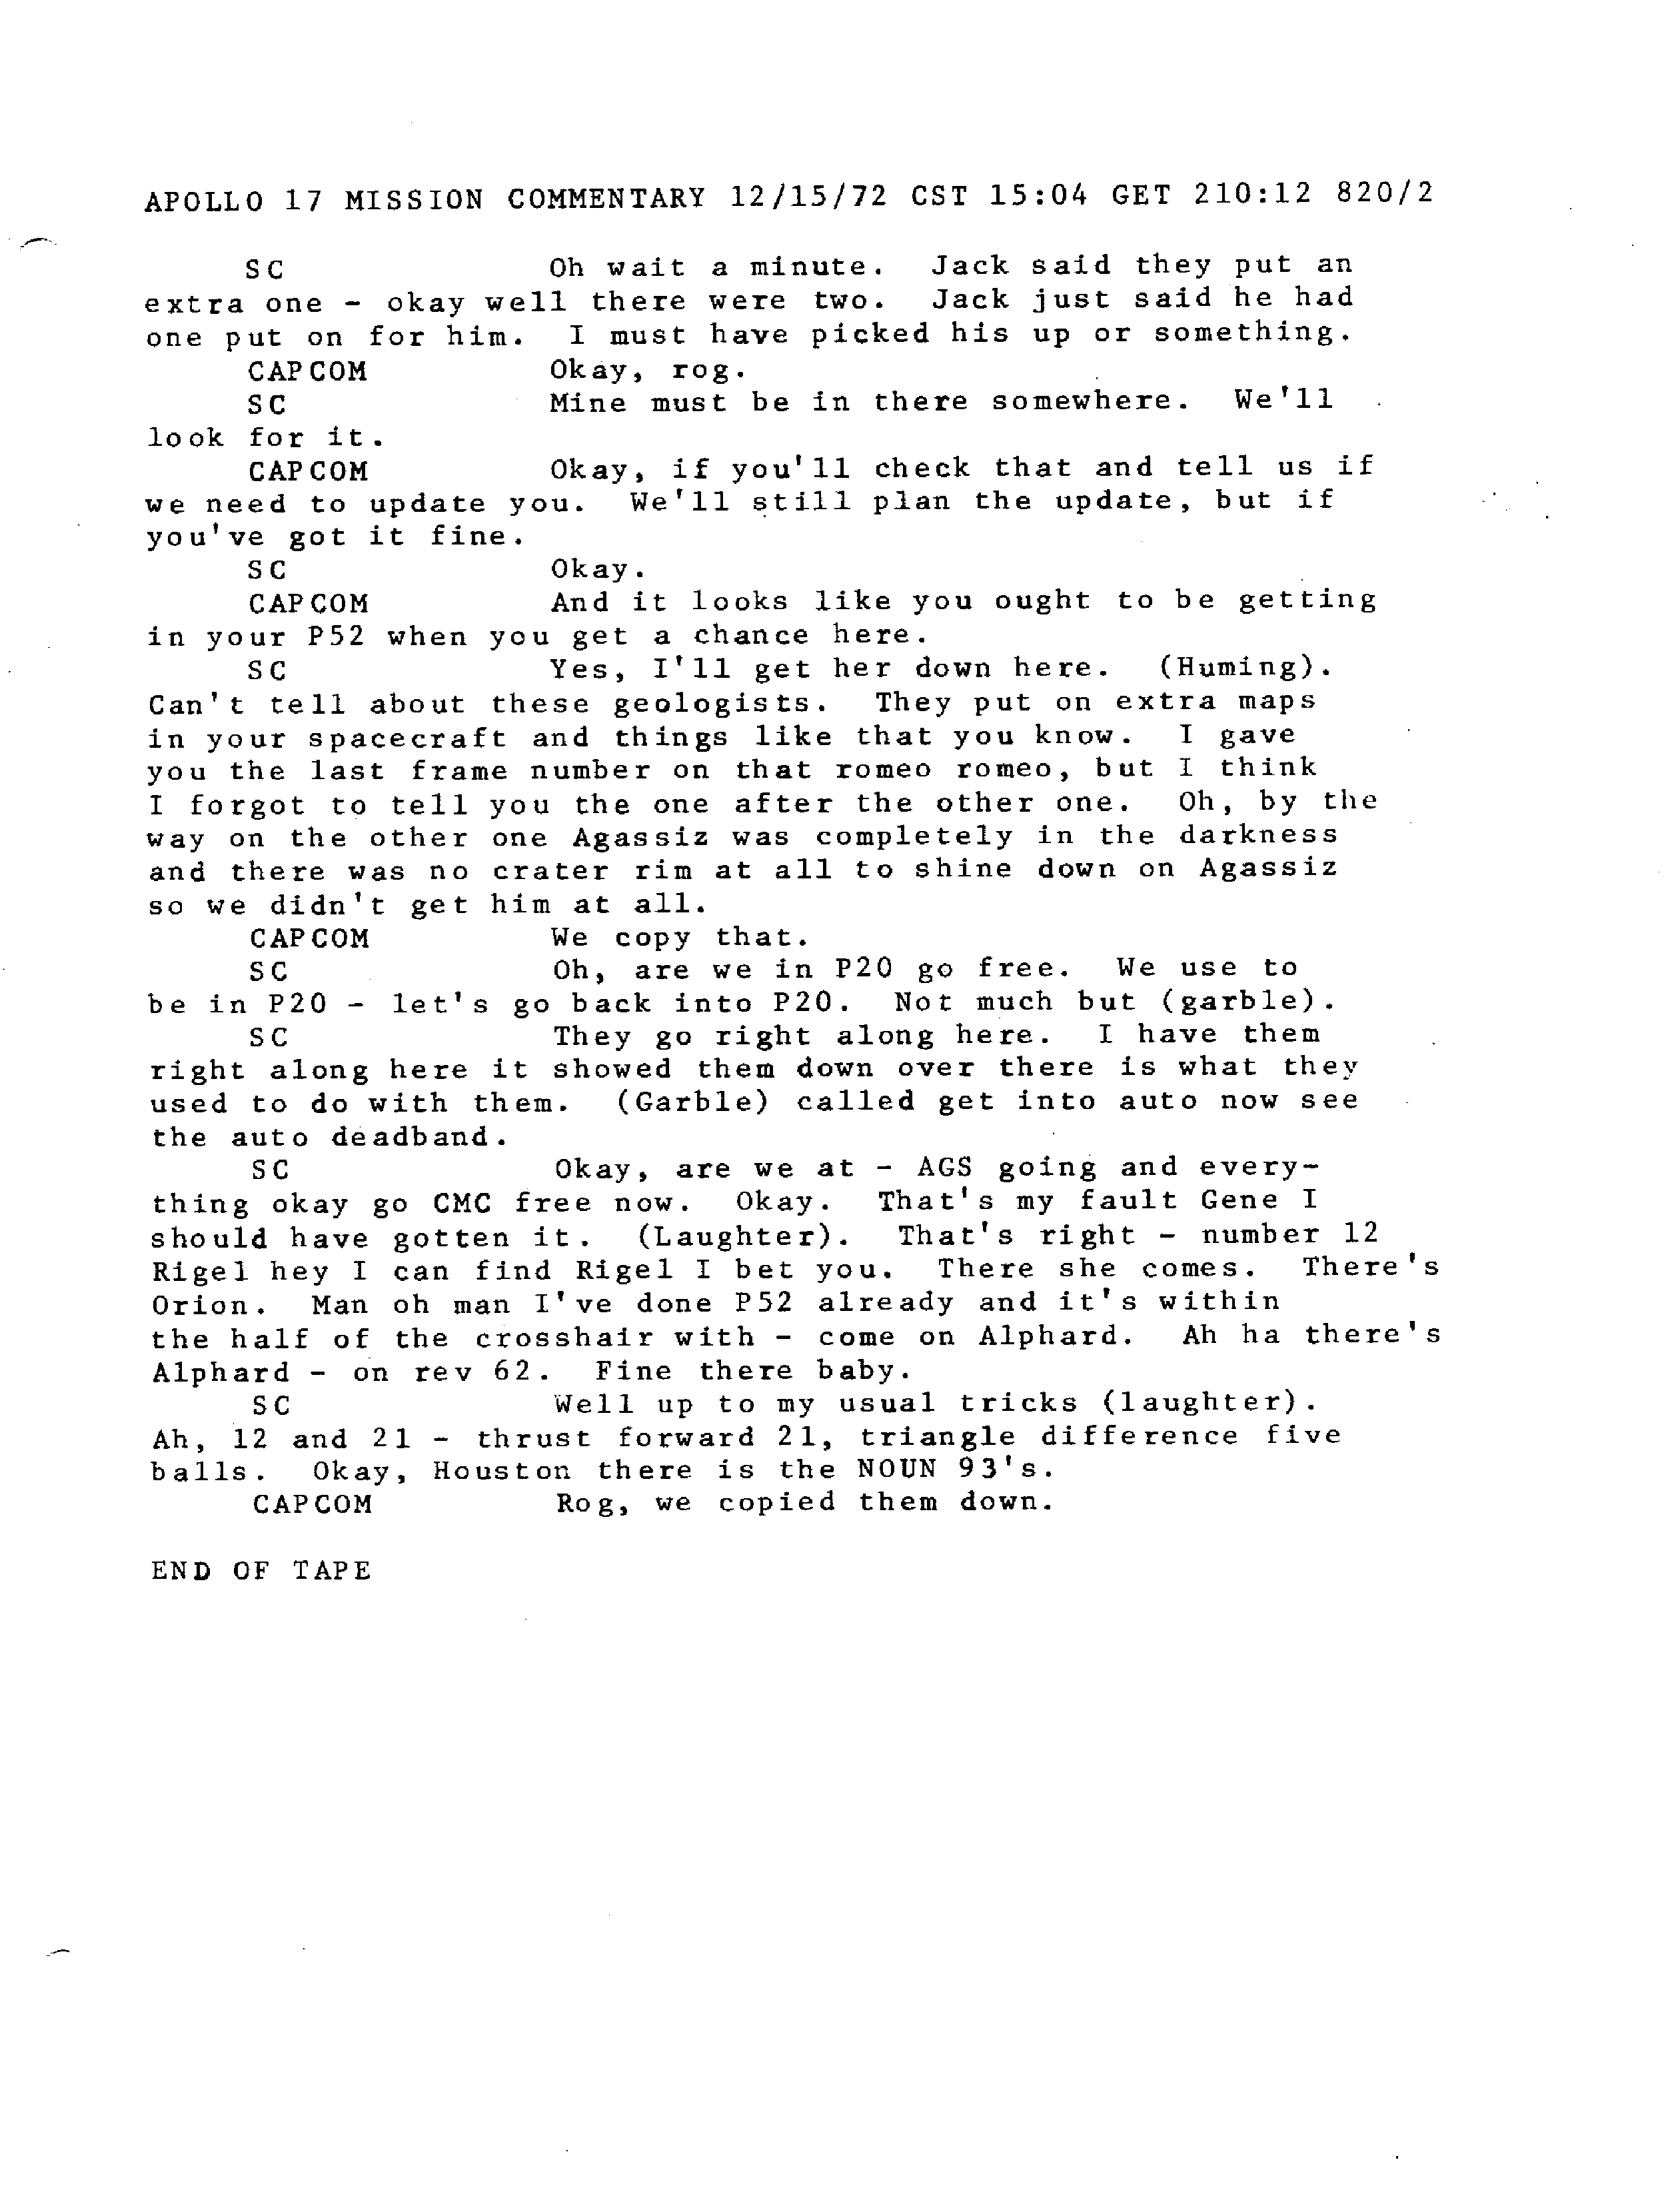 APOLLO 17 MISSION COMMENTARY 12/15/72 CST 15:04 GET 210:12 820/2
SC Oh wait a minute. Jack said they put an
extra one - okay well there were two. Jack just said he had
one put on for him. I must have picked his up or something.
CAPCOM Okay, rog.
SC Mine must be in there somewhere. We'll
look for it.
CAPCOM Okay, if you'll check that and tell us if
we need to update you. We'll still plan the update, but if
you've got it fine.
SC Okay.
CAPCOM And it looks like you ought to be getting
in your P52 when you get a chance here.
SC Yes, I'll get her down here. (Huming).
Can't tell about these geologists. They put on extra maps
in your spacecraft and things like that you know. I gave
you the last frame number on that romeo romeo, but I think
I forgot to tell you the one after the other one. Oh, by the
way on the other one Agassiz was completely in the darkness
and there was no crater rim at all to shine down on Agassiz
so we didn't get him at all.
CAPCOM We copy that.
SC Oh, are we in P20 go free. We use to
be in P20 - let's go back into P20. Not much but (garble).
SC They go right along here. I have them
right along here it showed them down over there is what they
used to do with them. (Garble) called get into auto now see
the auto deadband.
SC Okay, are we at - AGS going and every-
thing okay go CMC free now. Okay. That's my fault Gene I
should have gotten it. (Laughter). That's right - number 12
Rigel hey I can find Rigel I bet you. There she comes. There's
Orion. Man oh man I've done P52 already and it's within
the half of the crosshair with - come on Alphard. Ah ha there's
Alphard - on rev 62. Fine there baby.
SC Well up to my usual tricks (laughter).
Ah, 12 and 21 - thrust forward 21, triangle difference five
balls. Okay, Houston there is the NOUN 93's.
CAPCOM Rog, we copied them down.
END OF TAPE